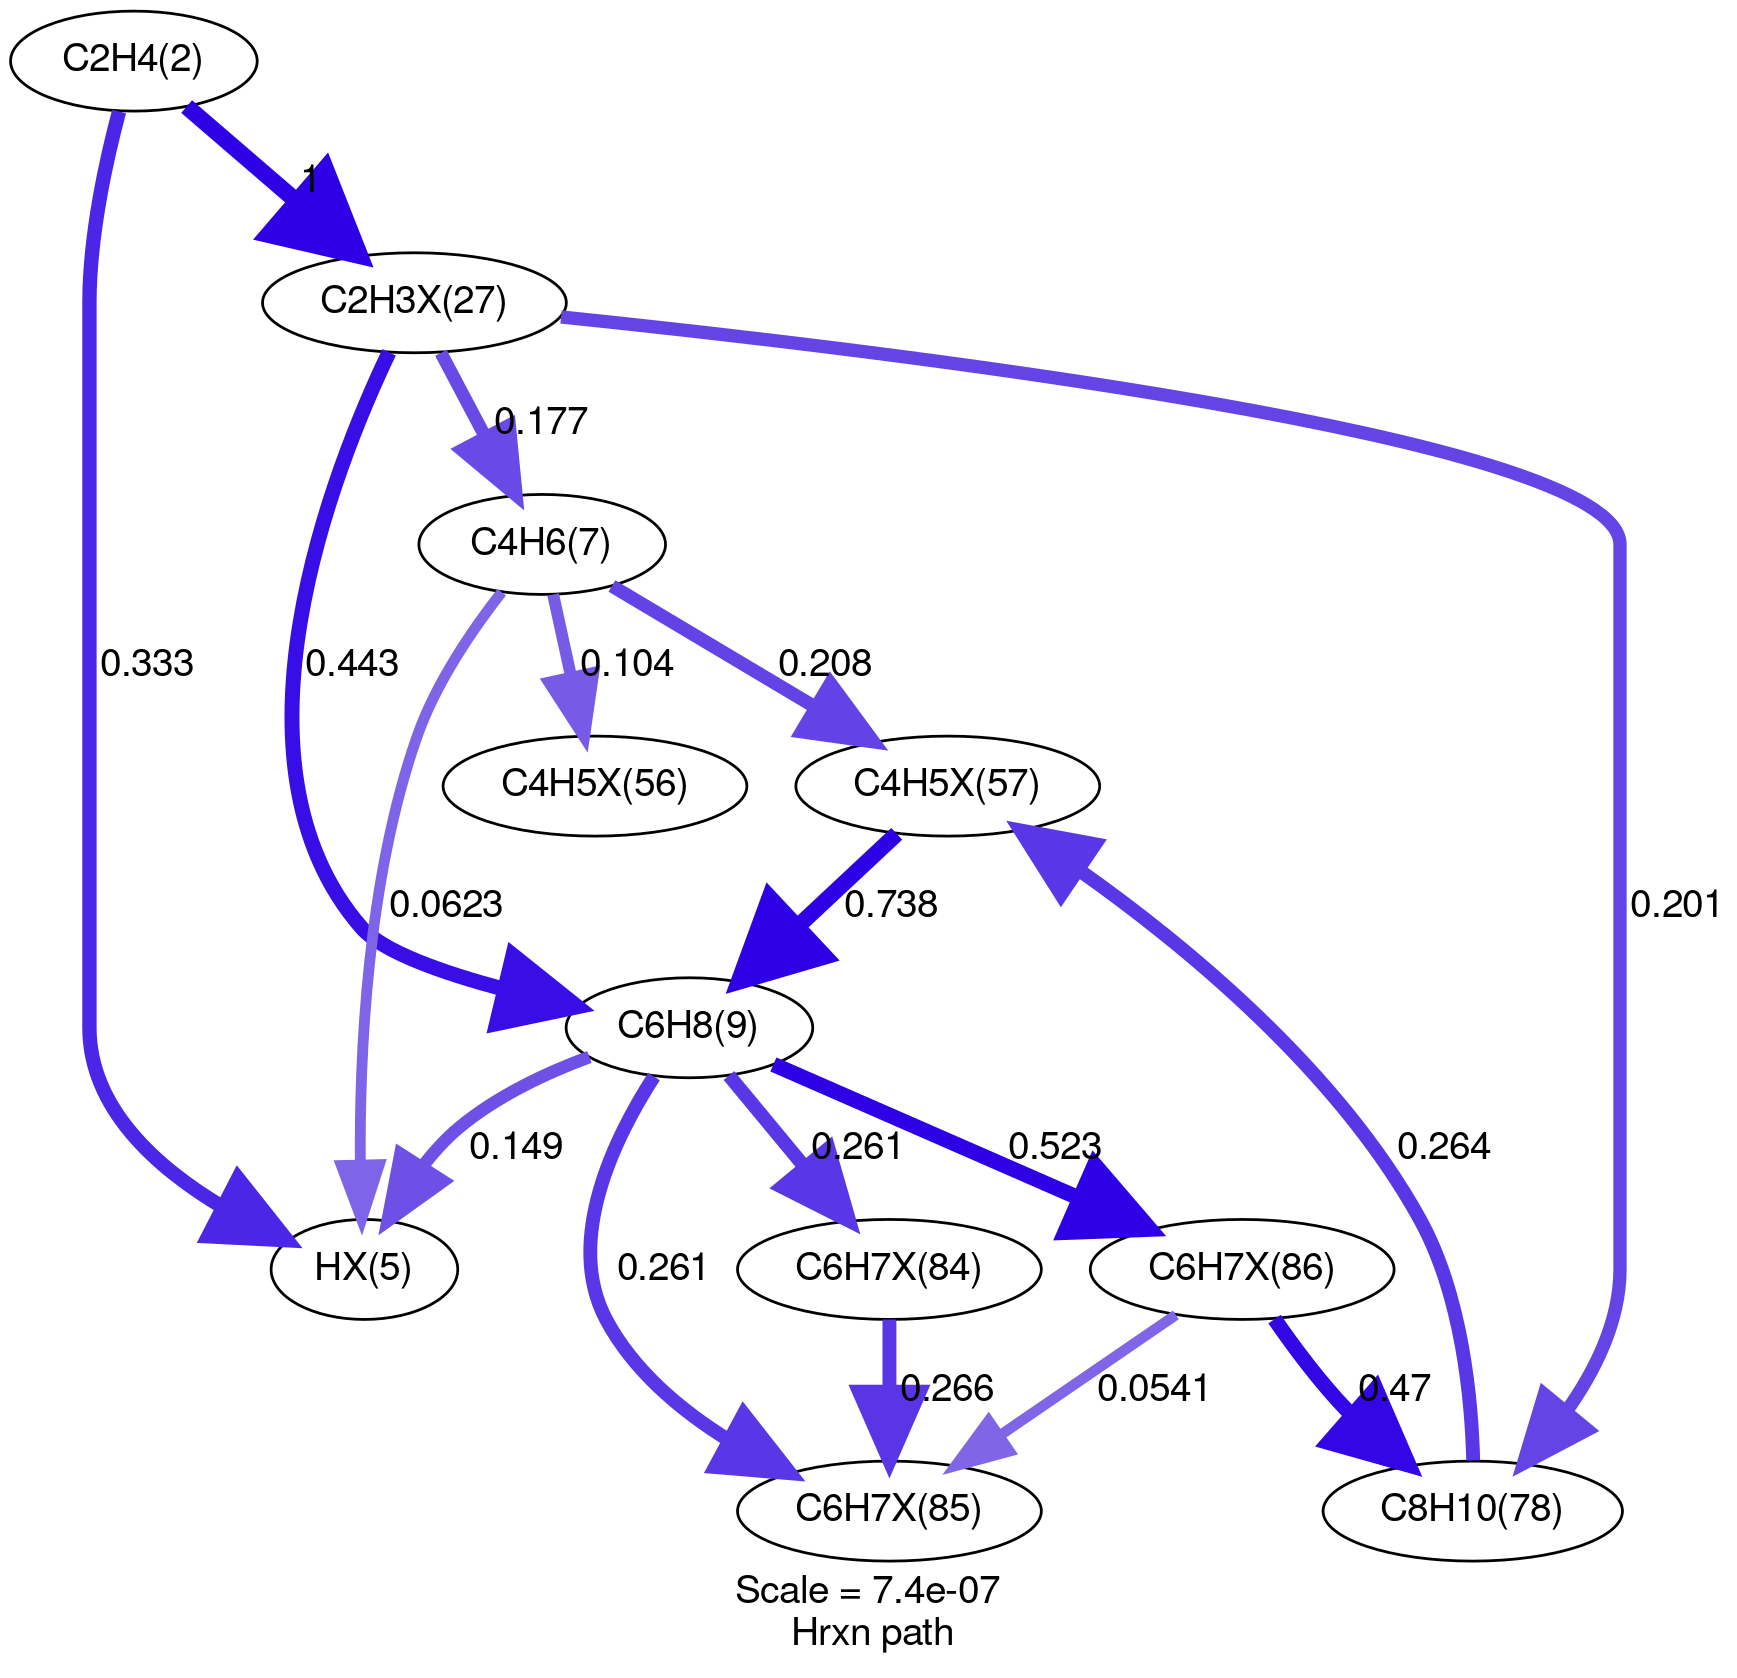 C2H4(2)
1
C2H3X(27)
0.177
C4H6(7)
0.333
0.443
0.104
0.208
C4H5X(56)
C4H5X(57)
0.0623
0.738
0.201
C6H8(9)
0.149
0.261
0.523
0.264
HX(5)
0.261
C6H7X(84)
C6H7X(86)
0.266
0.0541
0.47
C6H7X(85)
C8H10(78)
Scale = 7.4e-07
Hrxn path